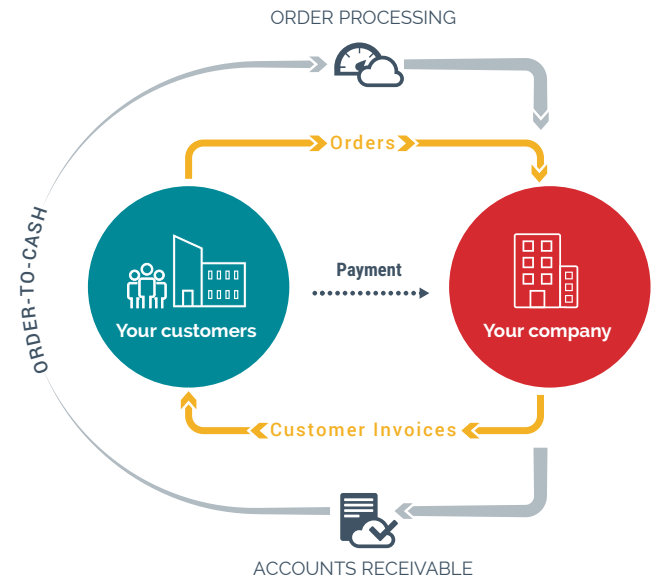 ORDER PROCESSING
Orders
ORDER-TO-CASH
Payment
Your customers
Your company
Customer Invoices
ACCOUNTS RECEIVABLE